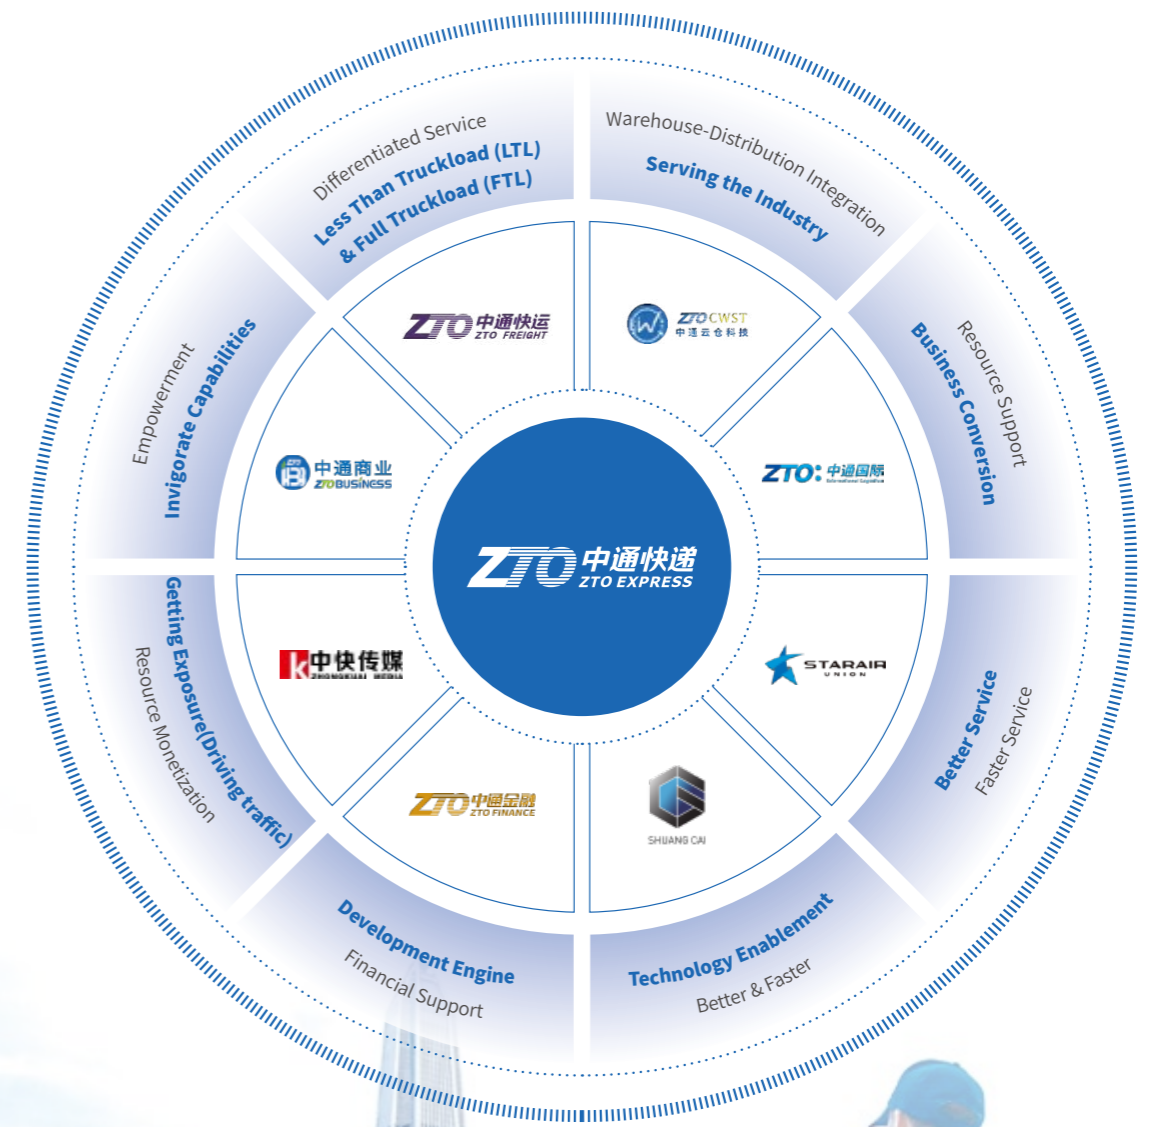 Differentiated Service
Less Than Truckload (LTL)
& Full Truckload (FTL)
ZTO 中通快运
ZTO FREIGHT
Warehouse-Distribution Integration
Serving the Industry
ZTO CWST
中通云仓科技
Resource Support
Business Conversion
ZTO: 中通国际
International Logistics
Faster Service
Better Service
STARAIR
UNION
Better & Faster
Technology Enablement
SHUANG CAI
Financial Support
Development Engine
ZTO 中通金融
ZTO FINANCE
Resource Monetization
Getting Exposure(Driving traffic)
k 中快传媒
ZHONGKUAI MEDIA
Empowerment
Invigorate Capabilities
中通商业
ZTO BUSINESS
ZTO 中通快递
ZTO EXPRESS